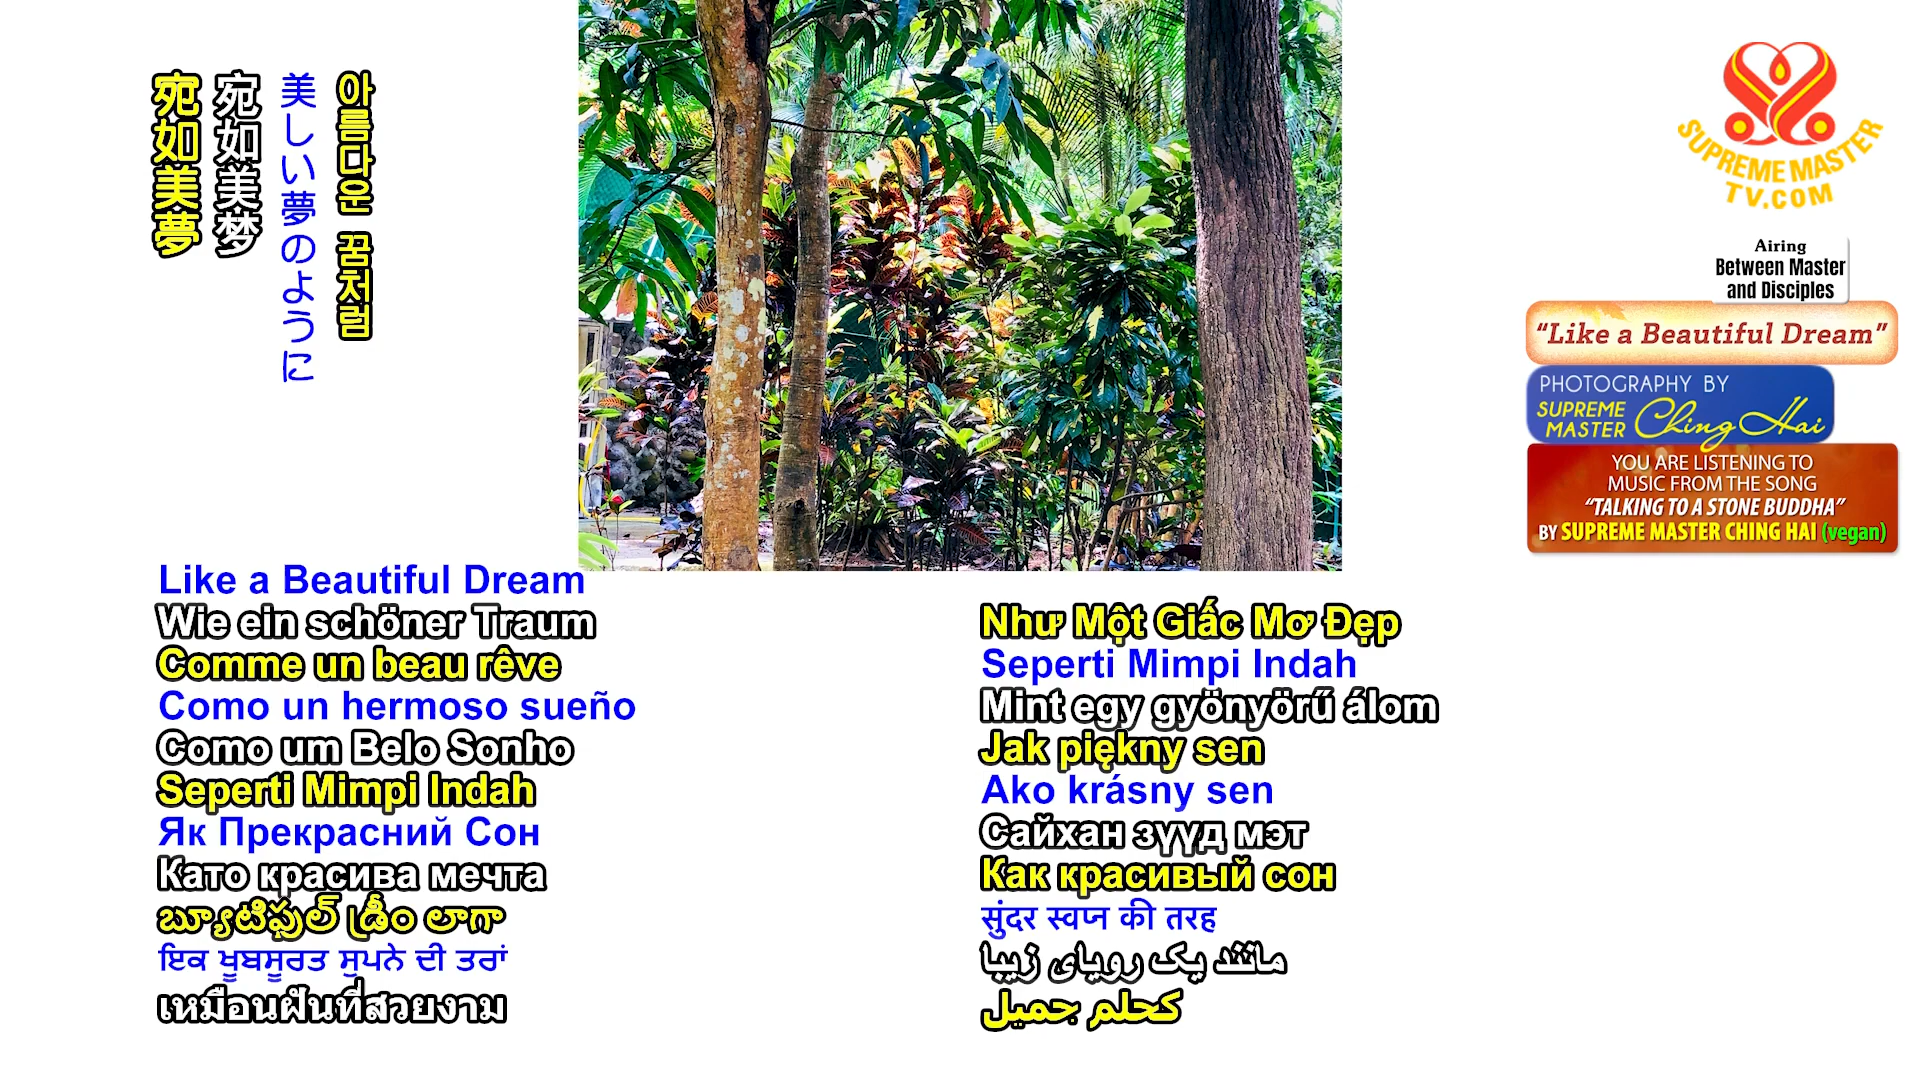 宛如美夢
宛如美梦
美しい夢のように
아름다운 꿈처럼
SUPREME MASTER
TV.COM
Airing
Between Master
and Disciples
“Like a Beautiful Dream”
PHOTOGRAPHY BY
SUPREME
MASTER Ching Hai
YOU ARE LISTENING TO
MUSIC FROM THE SONG
“TALKING TO A STONE BUDDHA”
BY SUPREME MASTER CHING HAI (vegan)
Like a Beautiful Dream
Wie ein schöner Traum
Comme un beau rêve
Como un hermoso sueño
Como um Belo Sonho
Seperti Mimpi Indah
Як Прекрасний Сон
Като красива мечта
బ్యూటిఫుల్ డ్రీం లాగా
ਇਕ ਖੂਬਸੂਰਤ ਸੁਪਨੇ ਦੀ ਤਰਾਂ
เหมือนฝันที่สวยงาม
Như Một Giấc Mơ Đẹp
Seperti Mimpi Indah
Mint egy gyönyörű álom
Jak piękny sen
Ako krásny sen
Сайхан зүүд мэт
Как красивый сон
सुंदर स्वप्न की तरह
مانند یک رویای زیبا
كحلم جميل